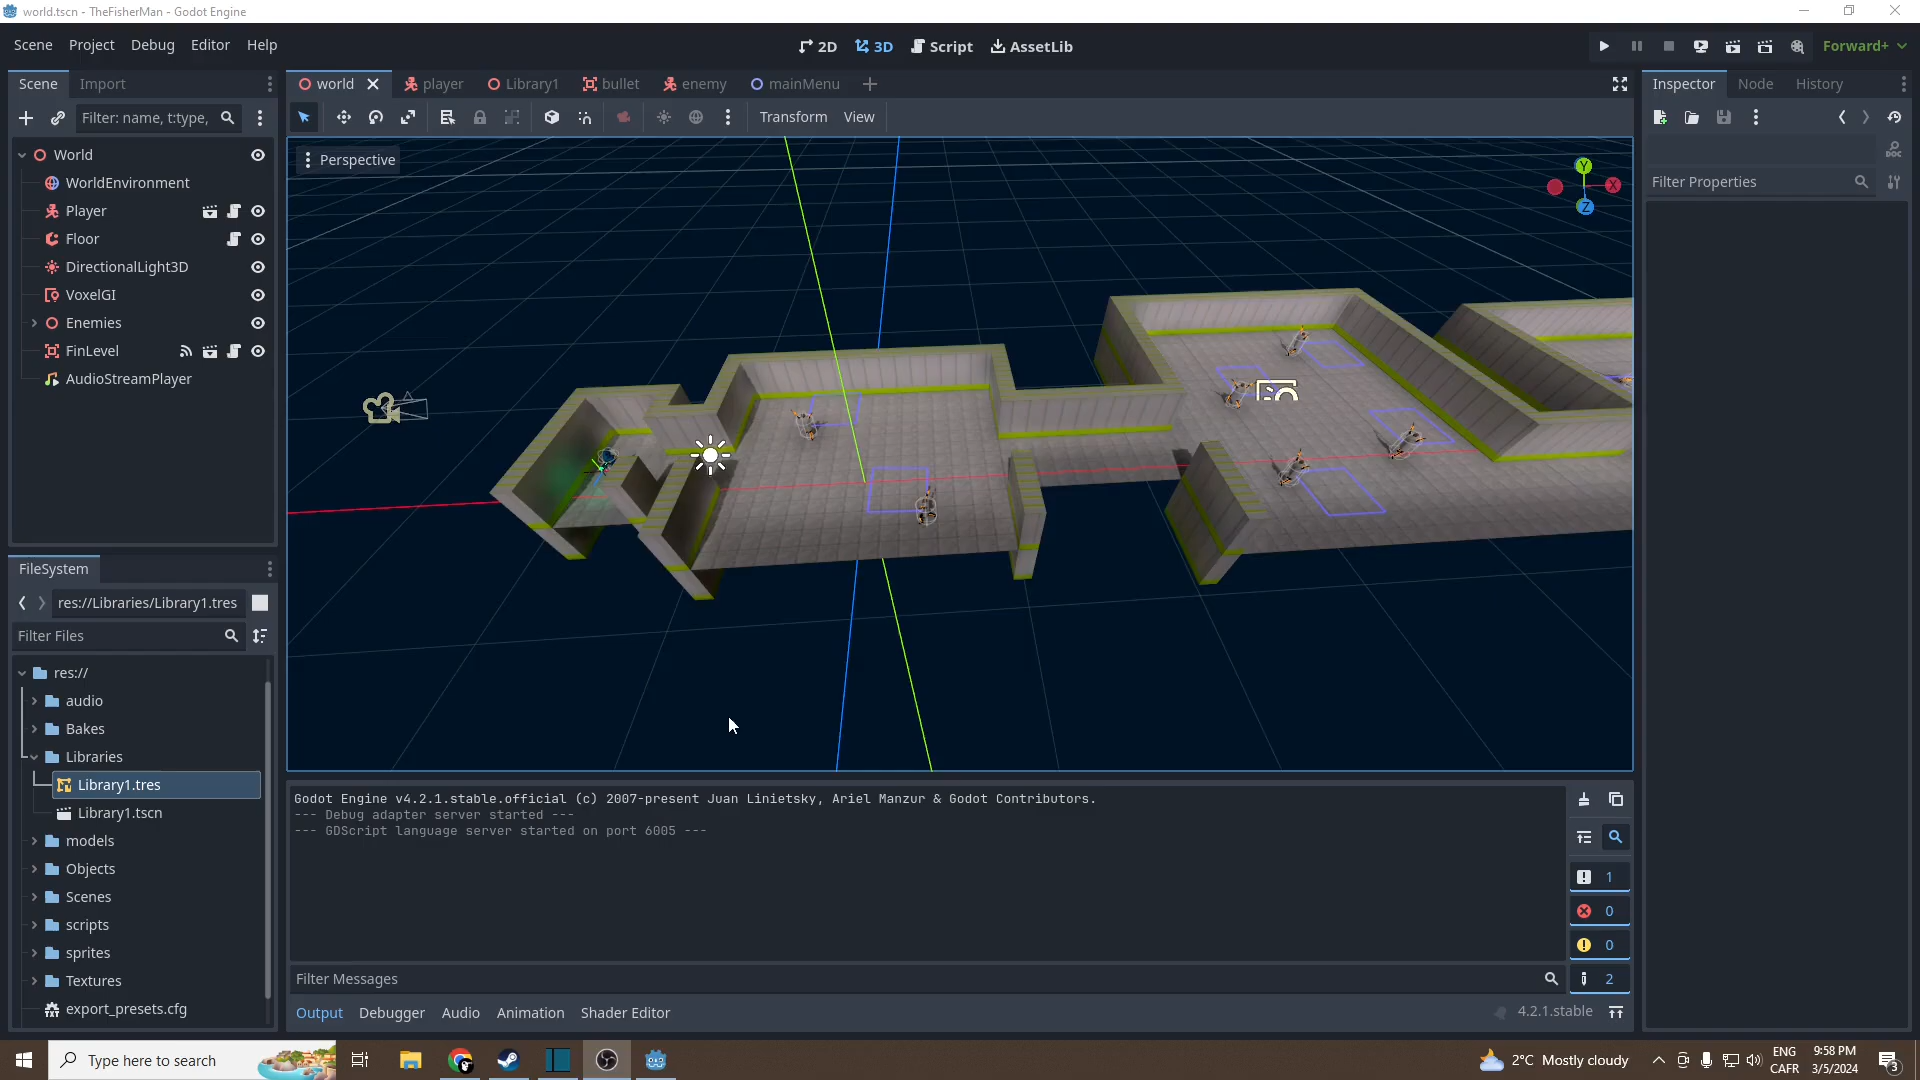 world.tscn - TheFisherMan - Godot Engine
Scene Project Debug Editor Help
2D 3D Script AssetLib
Forward+
Scene Import
world player Library1 bullet enemy mainMenu
Inspector Node History
Filter: name, t:type,
Transform View
World
WorldEnvironment
Player
Floor
DirectionalLight3D
VoxelGI
Enemies
FinLevel
AudioStreamPlayer
Perspective
Y
X
Z
DOC
Filter Properties
FileSystem
res://Libraries/Library1.tres
Filter Files
res://
audio
Bakes
Libraries
Library1.tres
Library1.tscn
models
Objects
Scenes
scripts
sprites
Textures
export_presets.cfg
Godot Engine v4.2.1.stable.official (c) 2007-present Juan Linietsky, Ariel Manzur & Godot Contributors.
--- Debug adapter server started ---
--- GDScript language server started on port 6005 ---
1
0
0
2
Filter Messages
Output Debugger Audio Animation Shader Editor
4.2.1.stable
Type here to search
2°C Mostly cloudy
ENG
CAFR
9:58 PM
3/5/2024
3